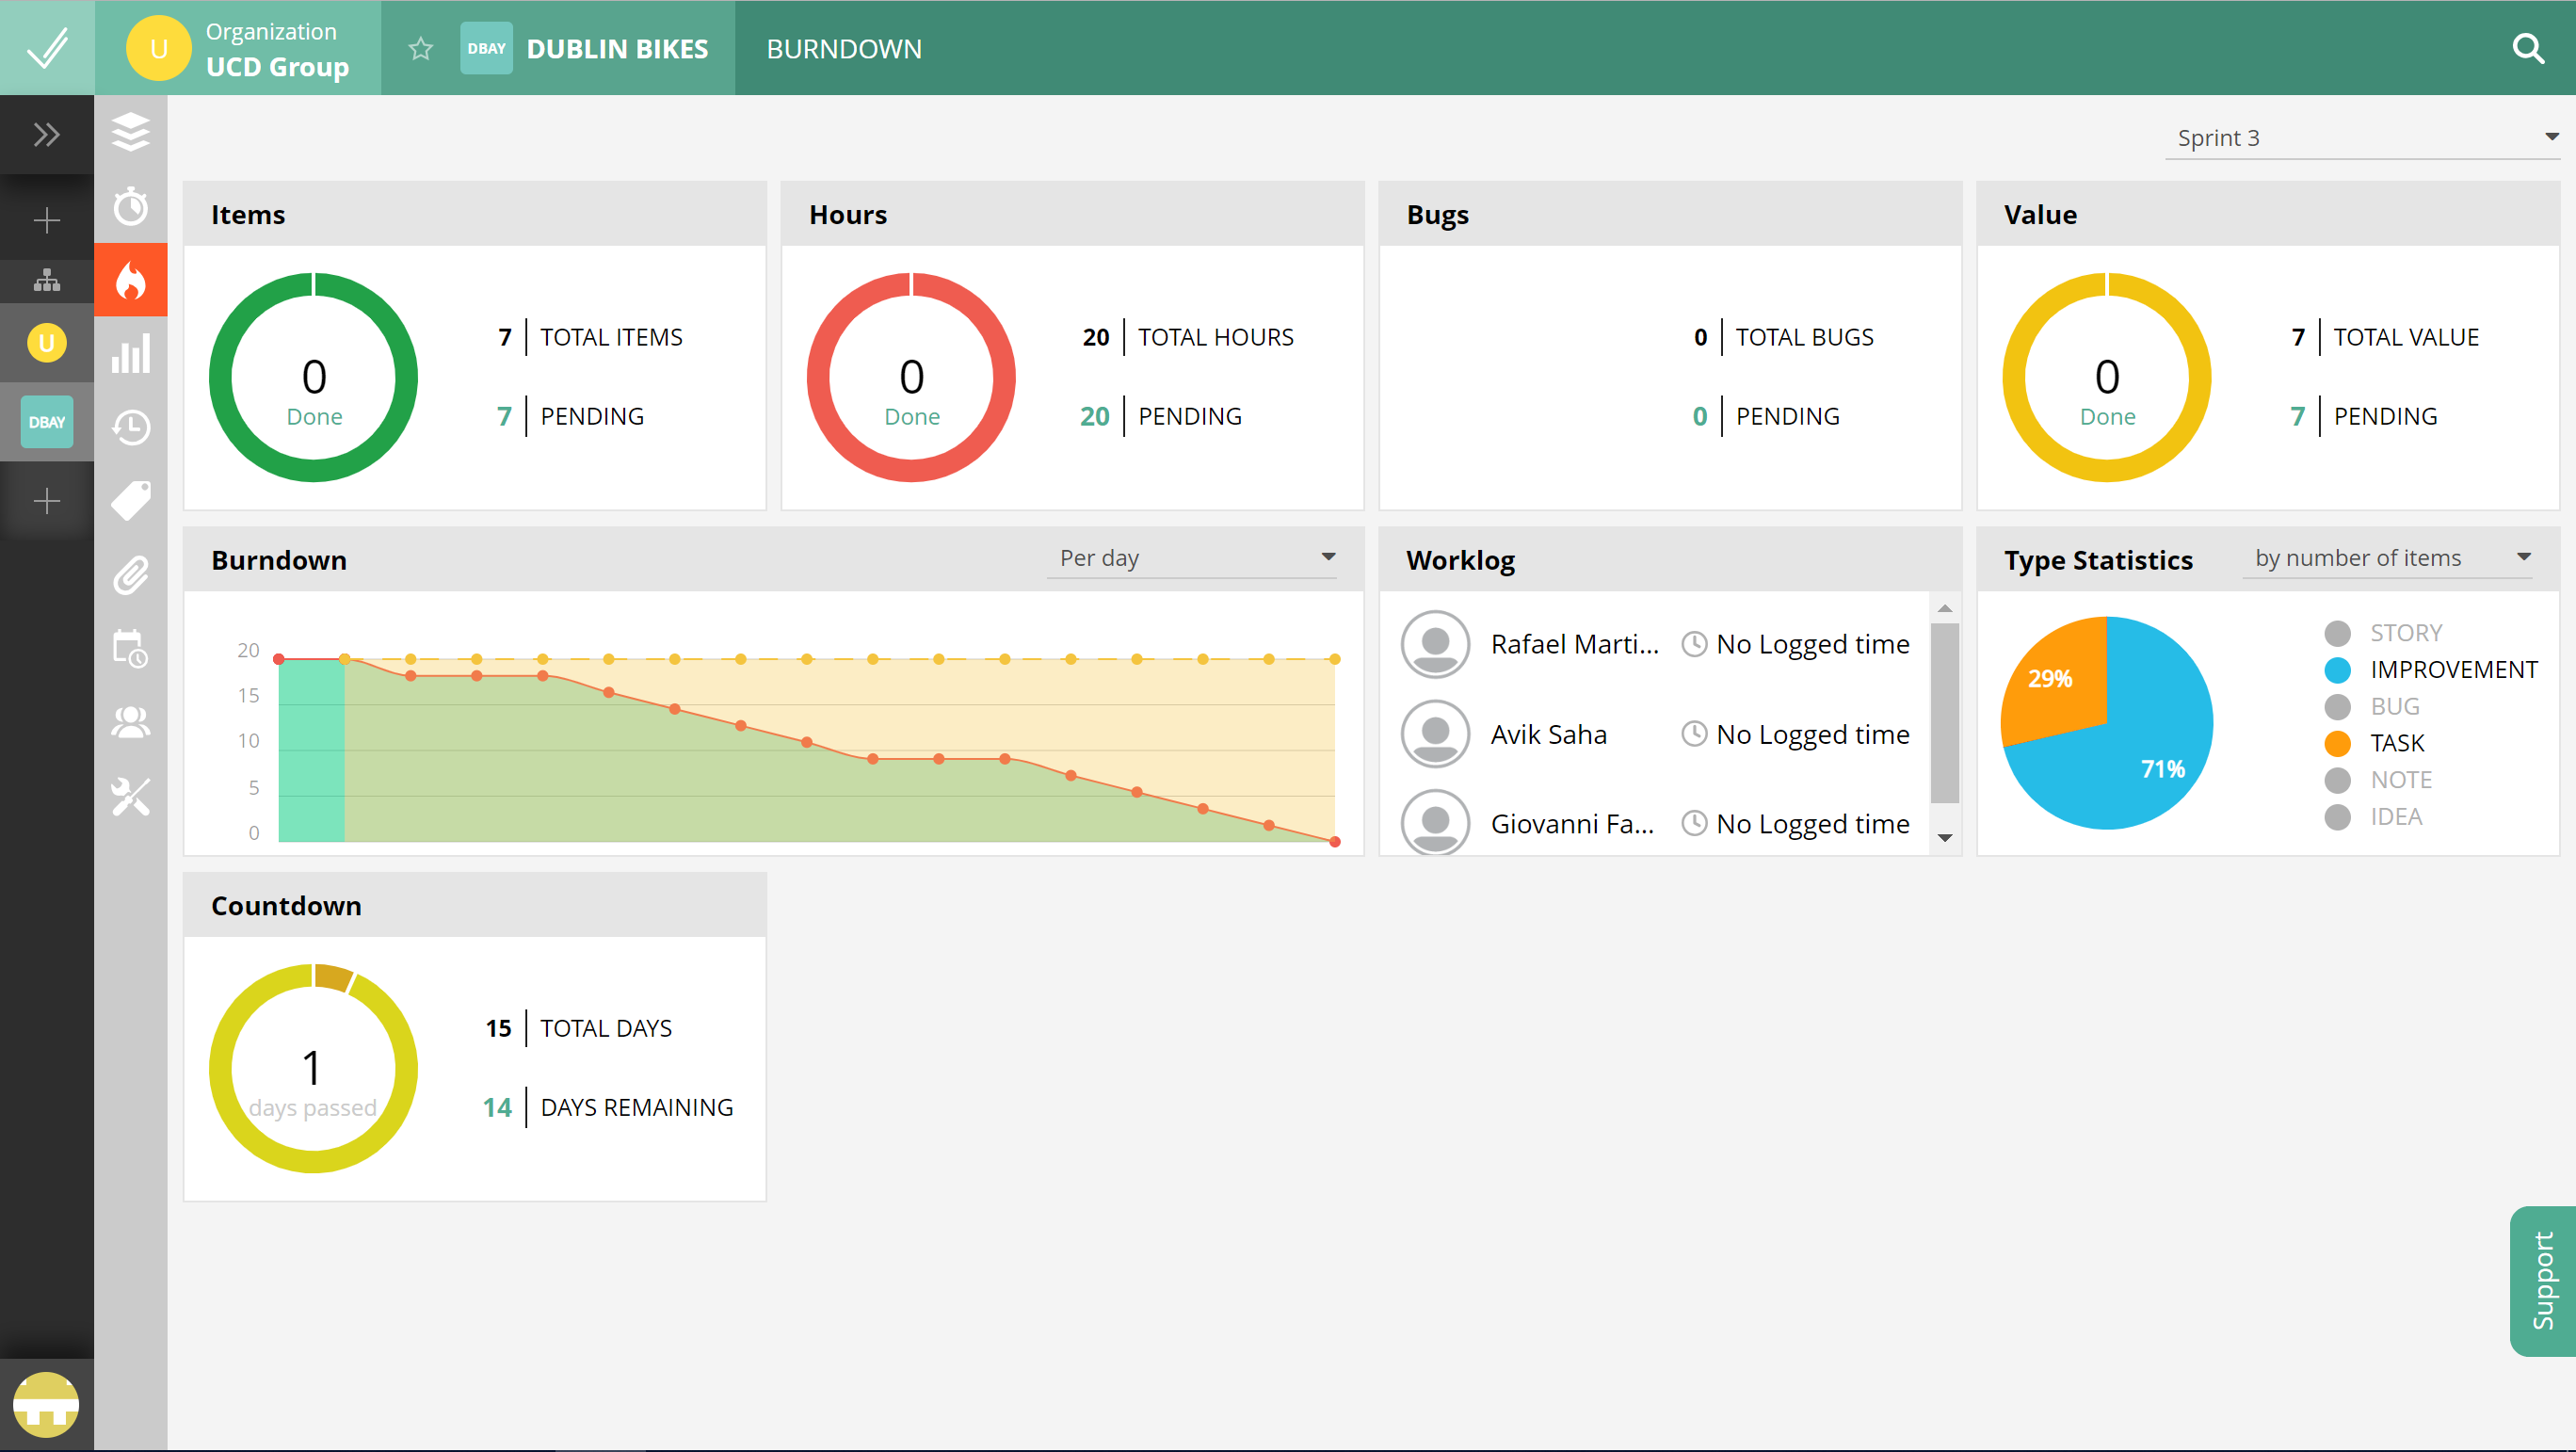 U
Organization
UCD Group
DBAY
DUBLIN BIKES
BURNDOWN
Sprint 3
U
DBAY
Items
0
Done
7 TOTAL ITEMS
7 PENDING
Hours
0
Done
20 TOTAL HOURS
20 PENDING
Bugs
0 TOTAL BUGS
0 PENDING
Value
0
Done
7 TOTAL VALUE
7 PENDING
Burndown
Per day
20
15
10
5
0
Worklog
Rafael Marti... No Logged time
Avik Saha No Logged time
Giovanni Fa... No Logged time
Type Statistics
by number of items
29%
71%
STORY
IMPROVEMENT
BUG
TASK
NOTE
IDEA
Countdown
1
days passed
15 TOTAL DAYS
14 DAYS REMAINING
Support